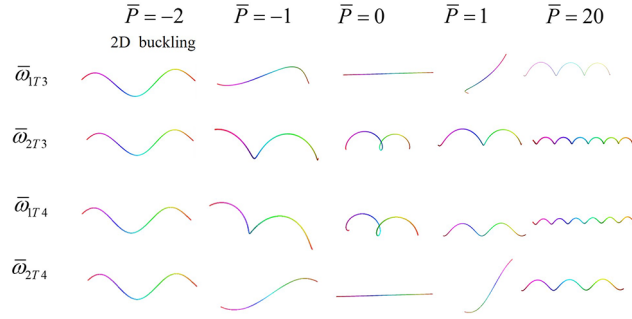 P̅ = −2 P̅ = −1 P̅ = 0 P̅ = 1 P̅ = 20
2D buckling
ω̅1T3
ω̅2T3
ω̅1T4
ω̅2T4